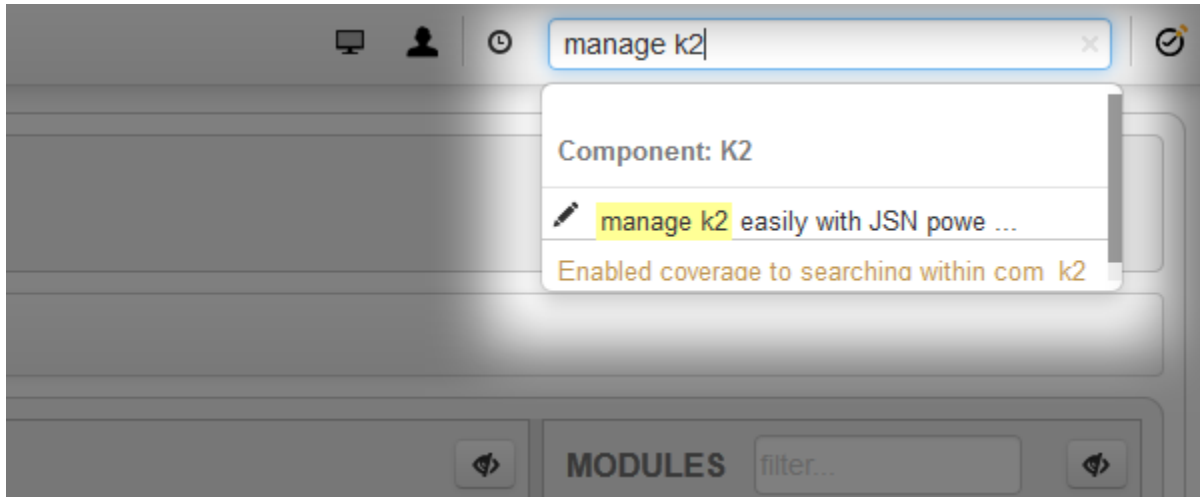 manage k2
Component: K2
manage k2 easily with JSN powe ...
Enabled coverage to searching within com_k2
MODULES filter...